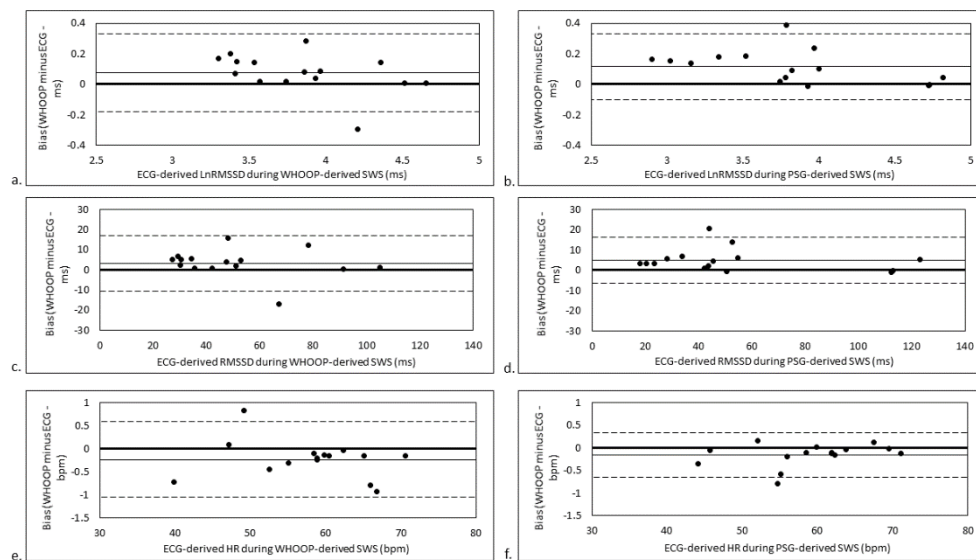 0.4
0.2
0
-0.2
-0.4
Bias (WHOOP minus ECG -
ms)
2.5 3 3.5 4 4.5 5
ECG-derived LnRMSSD during WHOOP-derived SWS (ms)
a.
0.4
0.2
0
-0.2
-0.4
Bias (WHOOP minus ECG -
ms)
2.5 3 3.5 4 4.5 5
ECG-derived LnRMSSD during PSG-derived SWS (ms)
b.
30
20
10
0
-10
-20
-30
Bias (WHOOP minus ECG -
ms)
0 20 40 60 80 100 120 140
ECG-derived RMSSD during WHOOP-derived SWS (ms)
c.
30
20
10
0
-10
-20
-30
Bias (WHOOP minus ECG -
ms)
0 20 40 60 80 100 120 140
ECG-derived RMSSD during PSG-derived SWS (ms)
d.
1
0.5
0
-0.5
-1
-1.5
Bias (WHOOP minus ECG -
bpm)
30 40 50 60 70 80
ECG-derived HR during WHOOP-derived SWS (bpm)
e.
1
0.5
0
-0.5
-1
-1.5
Bias (WHOOP minus ECG -
bpm)
30 40 50 60 70 80
ECG-derived HR during PSG-derived SWS (bpm)
f.